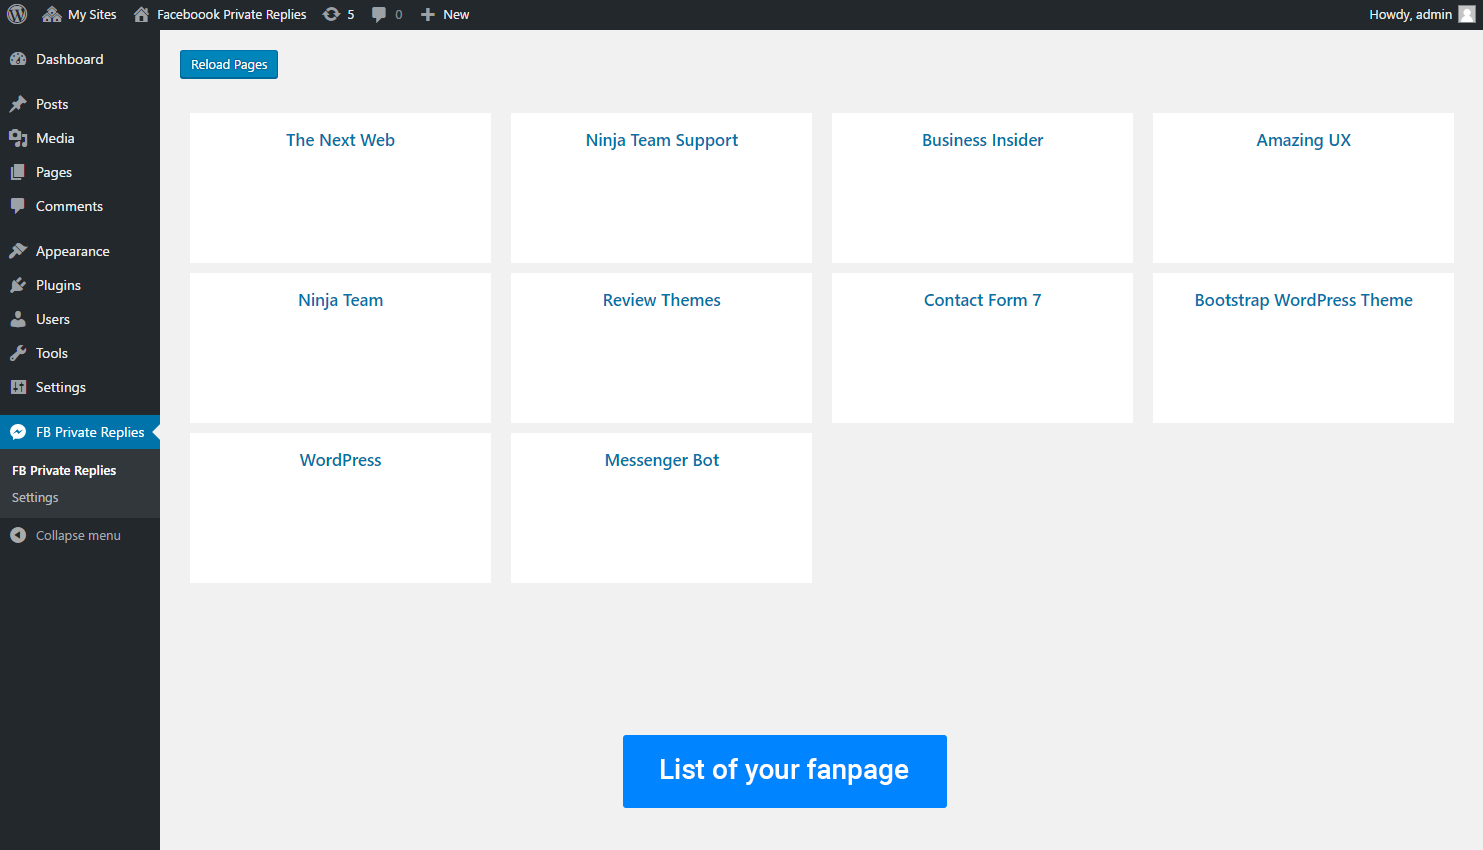 My Sites
Faceboook Private Replies
5
0
New
Howdy, admin
Dashboard
Posts
Media
Pages
Comments
Appearance
Plugins
Users
Tools
Settings
FB Private Replies
FB Private Replies
Settings
Collapse menu
Reload Pages
The Next Web
Ninja Team Support
Business Insider
Amazing UX
Ninja Team
Review Themes
Contact Form 7
Bootstrap WordPress Theme
WordPress
Messenger Bot
List of your fanpage